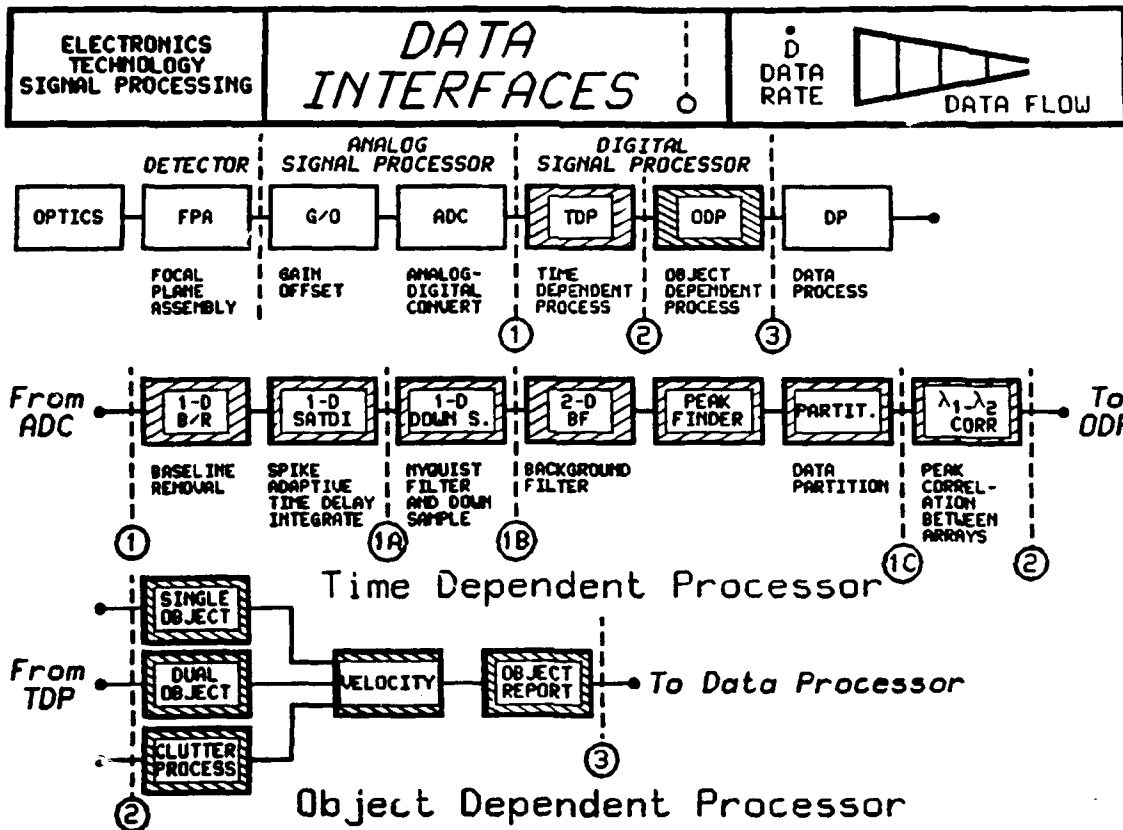 ELECTRONICS
TECHNOLOGY
SIGNAL PROCESSING
DATA
INTERFACES
D
DATA
RATE
DATA FLOW
DETECTOR
ANALOG
SIGNAL PROCESSOR
DIGITAL
SIGNAL PROCESSOR
OPTICS
FPA
G/O
ADC
TDP
ODP
DP
FOCAL
PLANE
ASSEMBLY
GAIN
OFFSET
ANALOG-
DIGITAL
CONVERT
TIME
DEPENDENT
PROCESS
OBJECT
DEPENDENT
PROCESS
DATA
PROCESS
1
2
3
From
ADC
1-D
B/R
1-D
SATDI
1-D
DOWN S.
2-D
BF
PEAK
FINDER
PARTIT.
λ1-λ2
CORR
To
ODP
BASELINE
REMOVAL
SPIKE
ADAPTIVE
TIME DELAY
INTEGRATE
NYQUIST
FILTER
AND DOWN
SAMPLE
BACKGROUND
FILTER
DATA
PARTITION
PEAK
CORREL-
ATION
BETWEEN
ARRAYS
1
1A
1B
1C
2
Time Dependent Processor
From
TDP
SINGLE
OBJECT
DUAL
OBJECT
CLUTTER
PROCESS
VELOCITY
OBJECT
REPORT
To Data Processor
2
3
Object Dependent Processor